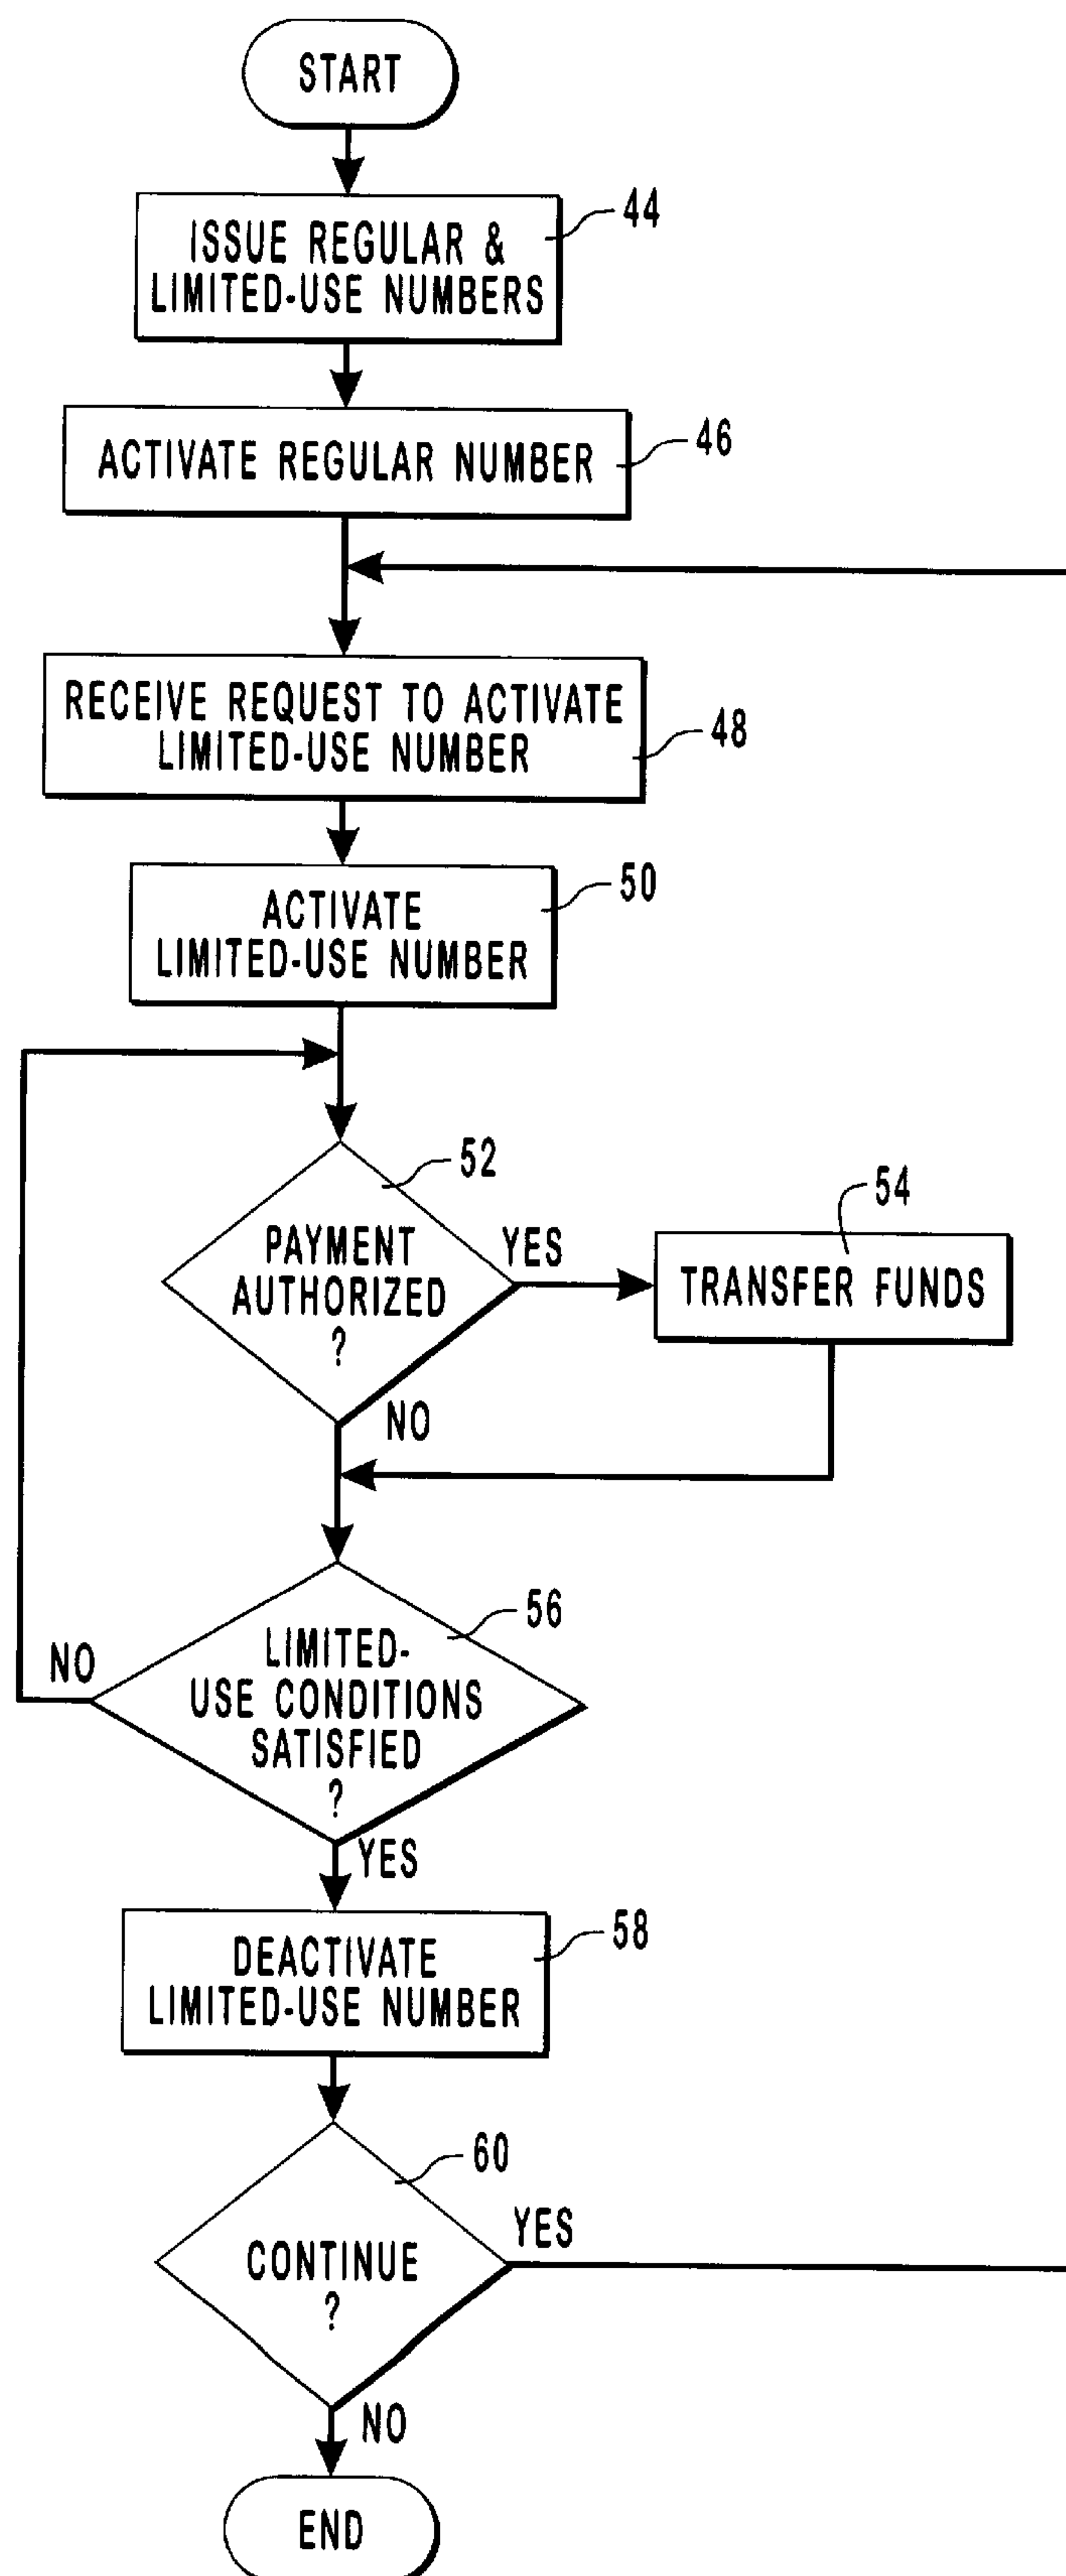 START
ISSUE REGULAR &
LIMITED-USE NUMBERS
44
ACTIVATE REGULAR NUMBER
46
RECEIVE REQUEST TO ACTIVATE
LIMITED-USE NUMBER
48
ACTIVATE
LIMITED-USE NUMBER
50
52
PAYMENT
AUTHORIZED
?
YES
54
TRANSFER FUNDS
NO
56
LIMITED-
USE CONDITIONS
SATISFIED
?
NO
YES
DEACTIVATE
LIMITED-USE NUMBER
58
60
CONTINUE
?
YES
NO
END